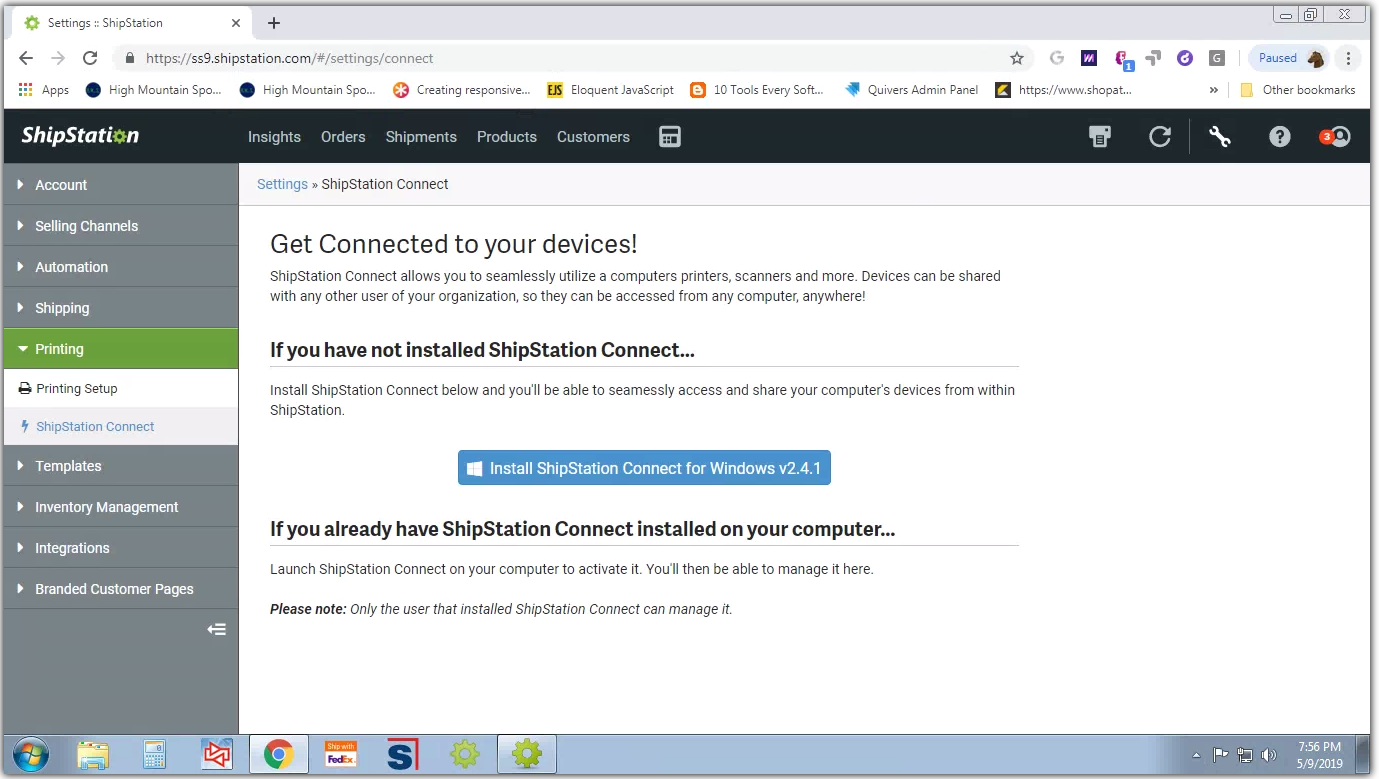 Settings :: ShipStation
https://ss9.shipstation.com/#/settings/connect
1
G
Paused
Apps
High Mountain Spo...
High Mountain Spo...
Creating responsive...
EJS Eloquent JavaScript
10 Tools Every Soft...
Quivers Admin Panel
https://www.shopat...
»
Other bookmarks
ShipStation
Insights
Orders
Shipments
Products
Customers
3
Account
Selling Channels
Automation
Shipping
Printing
Printing Setup
ShipStation Connect
Templates
Inventory Management
Integrations
Branded Customer Pages
Settings » ShipStation Connect
Get Connected to your devices!
ShipStation Connect allows you to seamlessly utilize a computers printers, scanners and more. Devices can be shared
with any other user of your organization, so they can be accessed from any computer, anywhere!
If you have not installed ShipStation Connect...
Install ShipStation Connect below and you'll be able to seamessly access and share your computer's devices from within
ShipStation.
Install ShipStation Connect for Windows v2.4.1
If you already have ShipStation Connect installed on your computer...
Launch ShipStation Connect on your computer to activate it. You'll then be able to manage it here.
Please note: Only the user that installed ShipStation Connect can manage it.
Ship with
FedEx.
S
7:56 PM
5/9/2019